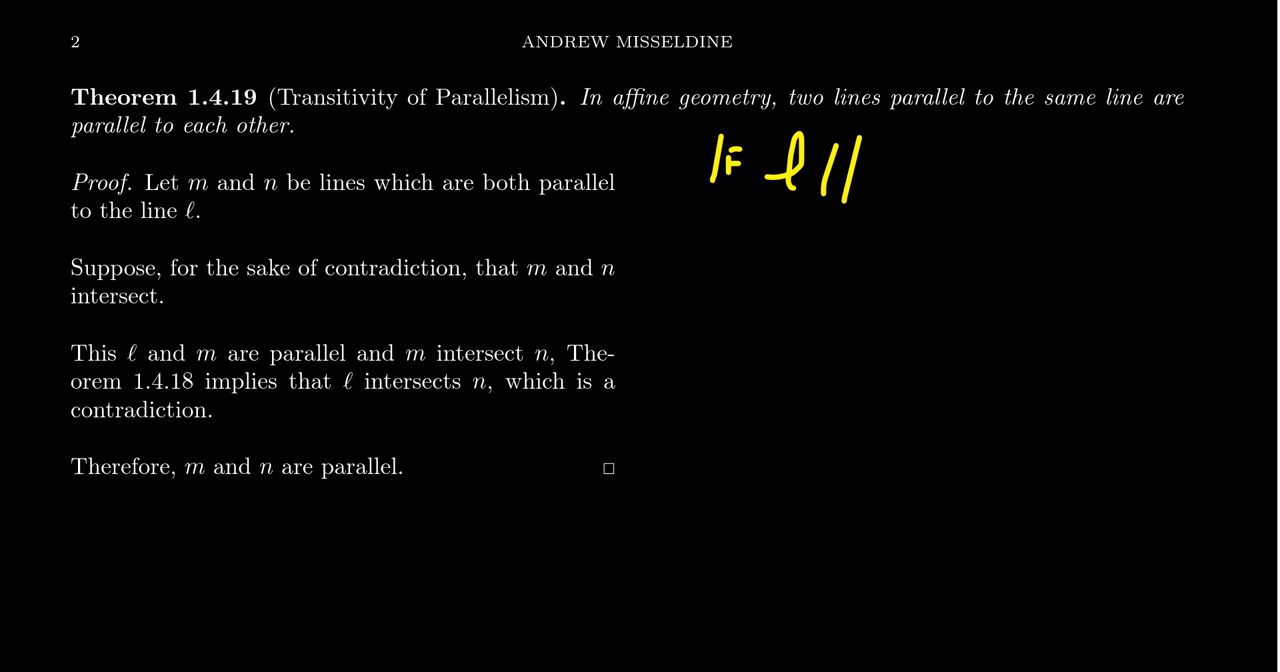 2 ANDREW MISSELDINE
Theorem 1.4.19 (Transitivity of Parallelism). In affine geometry, two lines parallel to the same line are
parallel to each other.
IF ℓ //
Proof. Let m and n be lines which are both parallel
to the line ℓ.
Suppose, for the sake of contradiction, that m and n
intersect.
This ℓ and m are parallel and m intersect n, The-
orem 1.4.18 implies that ℓ intersects n, which is a
contradiction.
Therefore, m and n are parallel. □